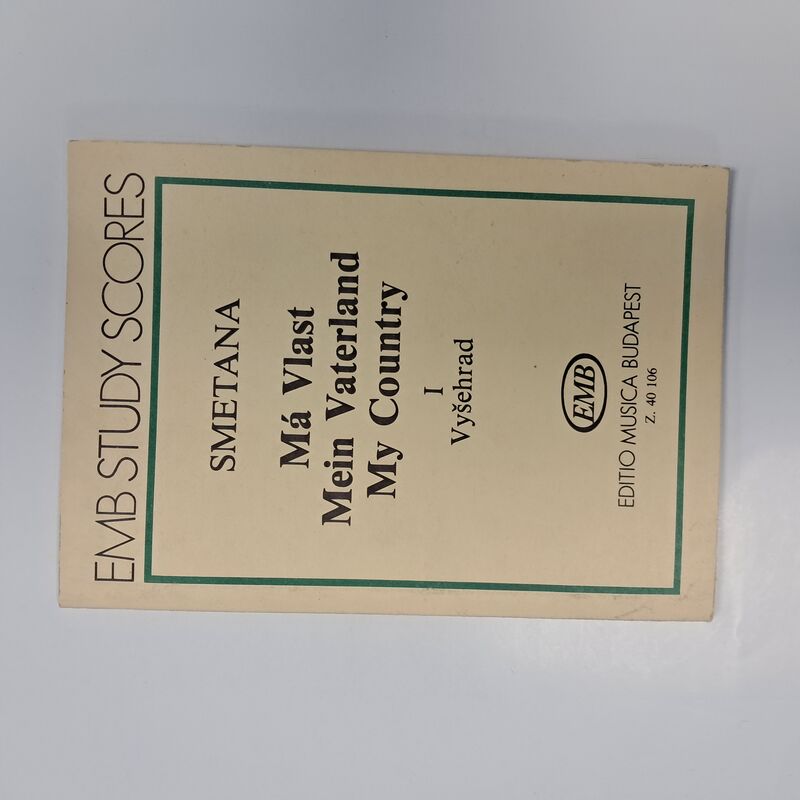 EMB STUDY SCORES
SMETANA
Má Vlast
Mein Vaterland
My Country
I
Vyšehrad
EMB
EDITIO MUSICA BUDAPEST
Z. 40 106